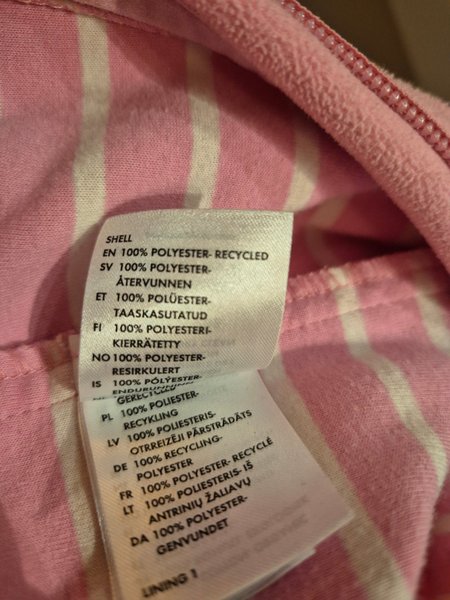 SHELL
EN 100% POLYESTER- RECYCLED
SV 100% POLYESTER-
ÅTERVUNNEN
ET 100% POLÜESTER-
TAASKASUTATUD
FI 100% POLYESTERI-
KIERRÄTETTY
NO 100% POLYESTER-
RESIRKULERT
IS 100% PÓLÝESTER-
ENDURUNNINN
PL 100% POLIESTER-
RECYKLING
LV 100% POLIESTERIS-
OTRREIZĒJI PĀRSTRĀDĀTS
DE 100% RECYCLING-
POLYESTER
FR 100% POLYESTER- RECYCLÉ
LT 100% POLIESTERIS- IŠ
ANTRINIŲ ŽALIAVŲ
DA 100% POLYESTER-
GENVUNDET
LINING 1